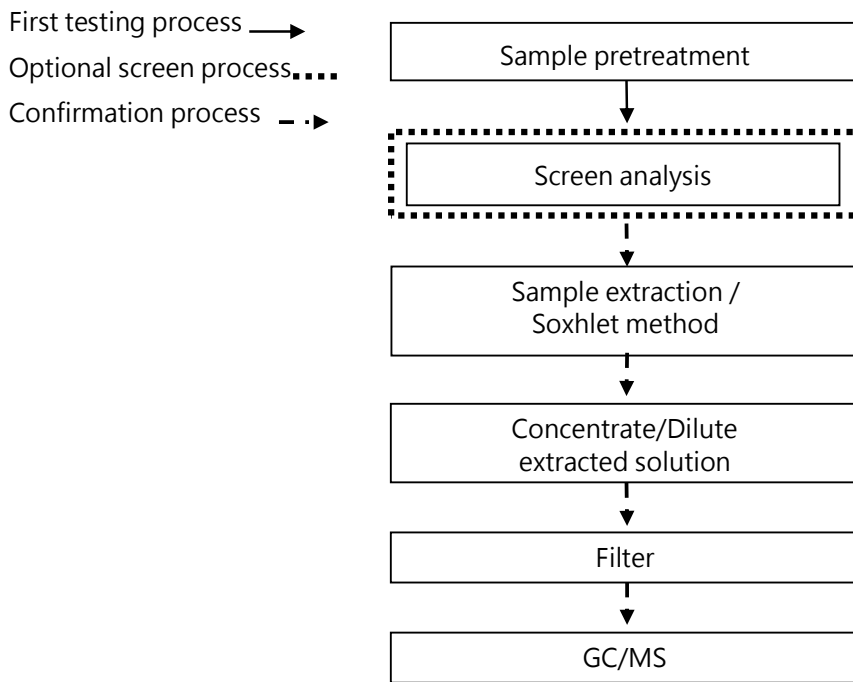 First testing process
Optional screen process
Confirmation process
Sample pretreatment
Screen analysis
Sample extraction /
Soxhlet method
Concentrate/Dilute
extracted solution
Filter
GC/MS